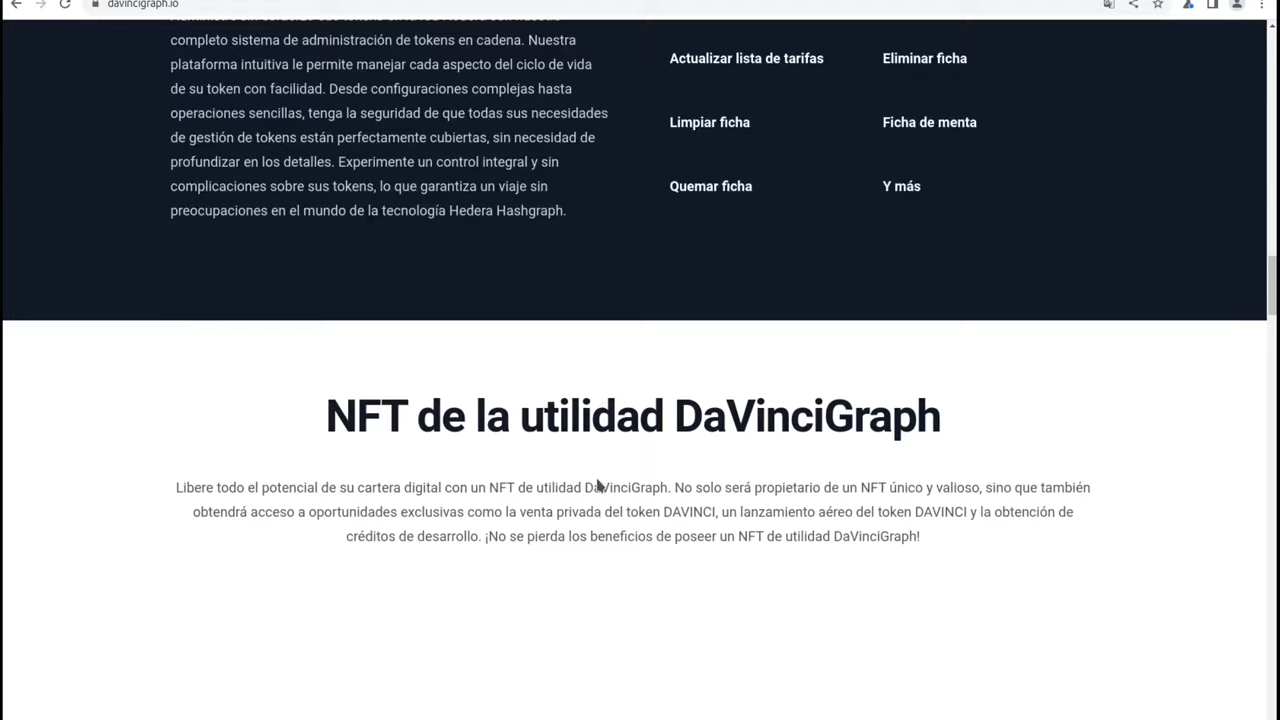 davincigraph.io
completo sistema de administración de tokens en cadena. Nuestra
plataforma intuitiva le permite manejar cada aspecto del ciclo de vida
de su token con facilidad. Desde configuraciones complejas hasta
operaciones sencillas, tenga la seguridad de que todas sus necesidades
de gestión de tokens están perfectamente cubiertas, sin necesidad de
profundizar en los detalles. Experimente un control integral y sin
complicaciones sobre sus tokens, lo que garantiza un viaje sin
preocupaciones en el mundo de la tecnología Hedera Hashgraph.
Actualizar lista de tarifas
Eliminar ficha
Limpiar ficha
Ficha de menta
Quemar ficha
Y más
NFT de la utilidad DaVinciGraph
Libere todo el potencial de su cartera digital con un NFT de utilidad DaVinciGraph. No solo será propietario de un NFT único y valioso, sino que también
obtendrá acceso a oportunidades exclusivas como la venta privada del token DAVINCI, un lanzamiento aéreo del token DAVINCI y la obtención de
créditos de desarrollo. ¡No se pierda los beneficios de poseer un NFT de utilidad DaVinciGraph!